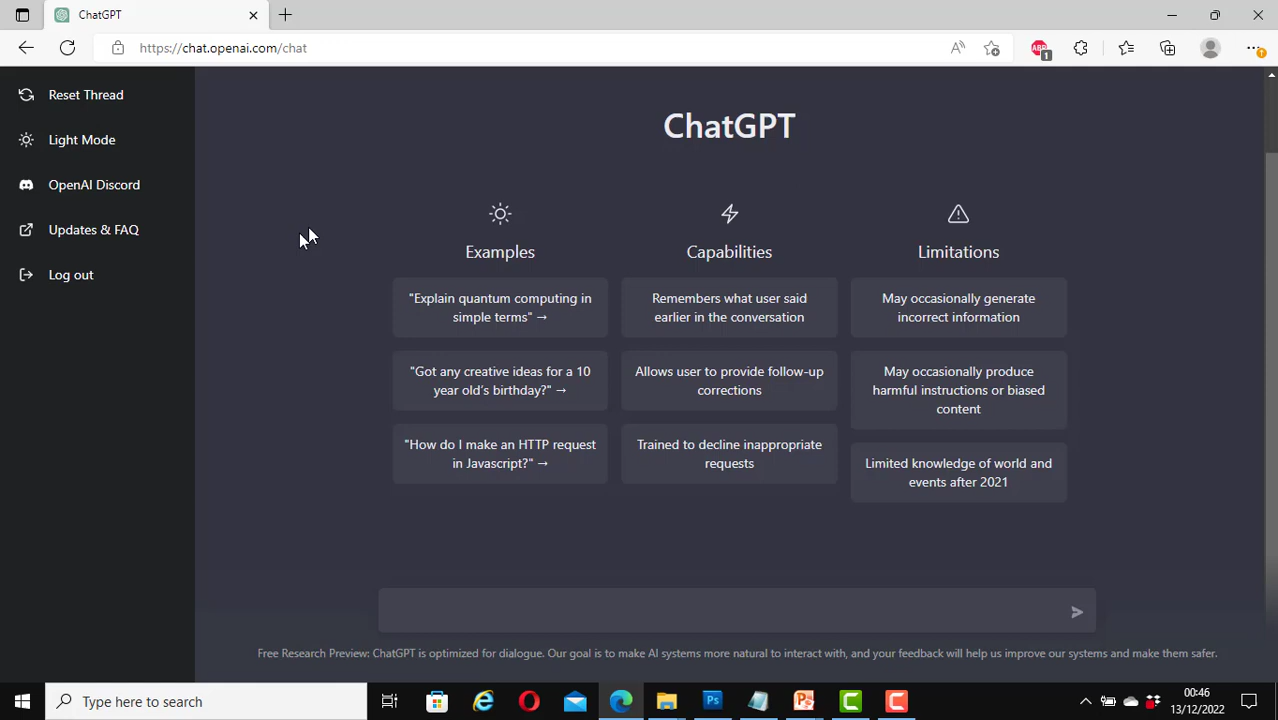 ChatGPT
https://chat.openai.com/chat
ABP
1
Reset Thread
Light Mode
OpenAI Discord
Updates & FAQ
Log out
ChatGPT
Examples
"Explain quantum computing in
simple terms" →
"Got any creative ideas for a 10
year old's birthday?" →
"How do I make an HTTP request
in Javascript?" →
Capabilities
Remembers what user said
earlier in the conversation
Allows user to provide follow-up
corrections
Trained to decline inappropriate
requests
Limitations
May occasionally generate
incorrect information
May occasionally produce
harmful instructions or biased
content
Limited knowledge of world and
events after 2021
Free Research Preview: ChatGPT is optimized for dialogue. Our goal is to make AI systems more natural to interact with, and your feedback will help us improve our systems and make them safer.
Type here to search
Ps
00:46
13/12/2022